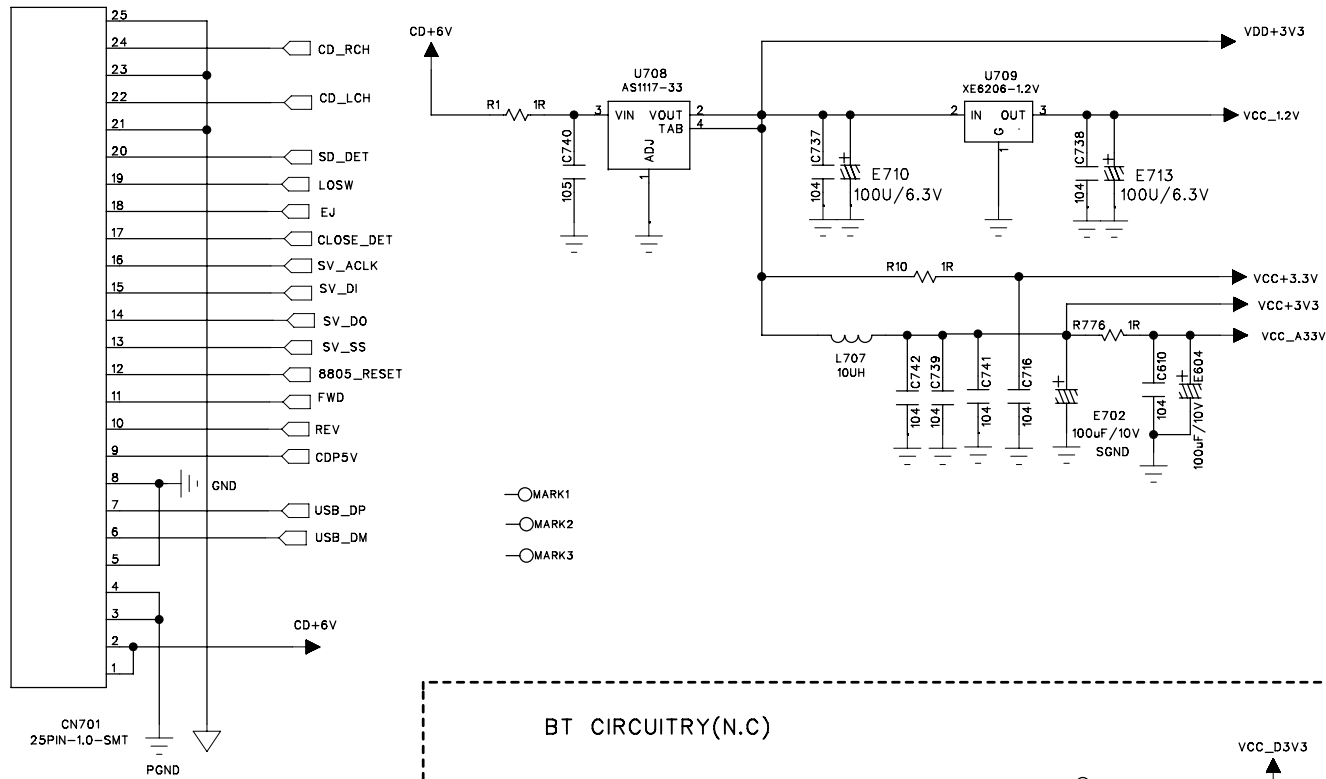 25
24 CD_RCH
23
22 CD_LCH
21
20 SD_DET
19 LOSW
18 EJ
17 CLOSE_DET
16 SV_ACLK
15 SV_DI
14 SV_DO
13 SV_SS
12 8805_RESET
11 FWD
10 REV
9 CDP5V
8 GND
7 USB_DP
6 USB_DM
5
4
3
2 CD+6V
1
CN701
25PIN-1.0-SMT
PGND
CD+6V
R1 1R
C740
105
U708
AS1117-33
3 VIN VOUT 2
TAB 4
ADJ
1
VDD+3V3
C737
104
+
E710
100U/6.3V
U709
XE6206-1.2V
2 IN OUT 3
G
1
VCC_1.2V
C738
104
+
E713
100U/6.3V
R10 1R
VCC+3.3V
VCC+3V3
R776 1R
VCC_A33V
L707
10UH
C742
104
C739
104
C741
104
C716
104
+
E702
100uF/10V
SGND
C610
104
+
E604
100uF/10V
MARK1
MARK2
MARK3
BT CIRCUITRY(N.C)
VCC_D3V3